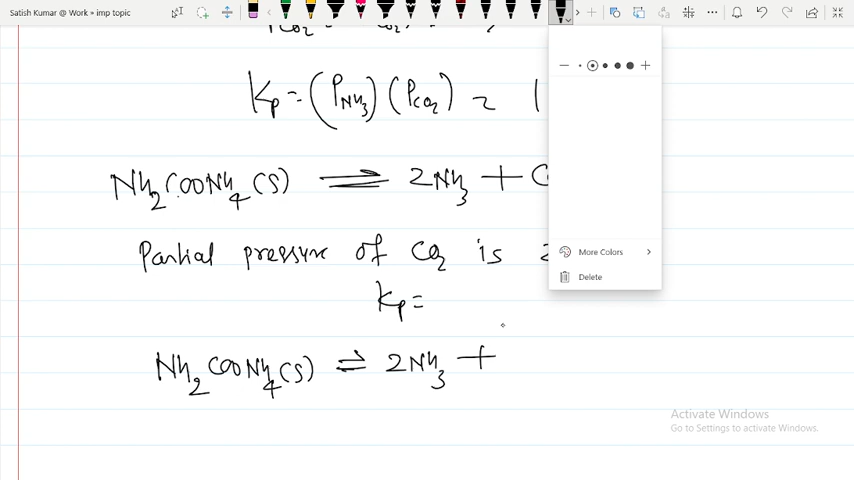 Satish Kumar @ Work » imp topic
Kp = (PNH3) (PCO2) =
NH2COONH4(S) ⇌ 2NH3 + C
Partial pressure of CO2 is 2
Kp =
NH2COONH4(S) ⇌ 2NH3 +
More Colors
Delete
Activate Windows
Go to Settings to activate Windows.